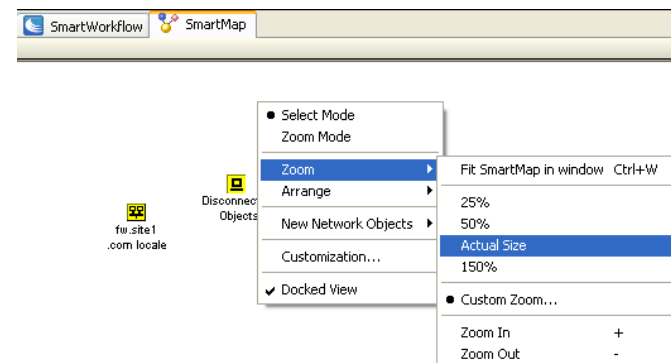 SmartWorkflow SmartMap
Select Mode
Zoom Mode
Zoom
Arrange
New Network Objects
Customization...
Docked View
Fit SmartMap in window Ctrl+W
25%
50%
Actual Size
150%
Custom Zoom...
Zoom In +
Zoom Out -
Objects
fw.site1
.com locale